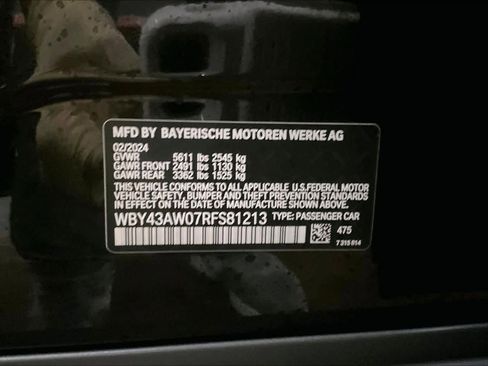 MFD BY BAYERISCHE MOTOREN WERKE AG
02/2024
GVWR 5611 lbs 2545 kg
GAWR FRONT 2491 lbs 1130 kg
GAWR REAR 3362 lbs 1525 kg
THIS VEHICLE CONFORMS TO ALL APPLICABLE U.S.FEDERAL MOTOR
VEHICLE SAFETY, BUMPER AND THEFT PREVENTION STANDARDS
IN EFFECT ON THE DATE OF MANUFACTURE SHOWN ABOVE.
WBY43AW07RFS81213 TYPE: PASSENGER CAR
475
7 315 914